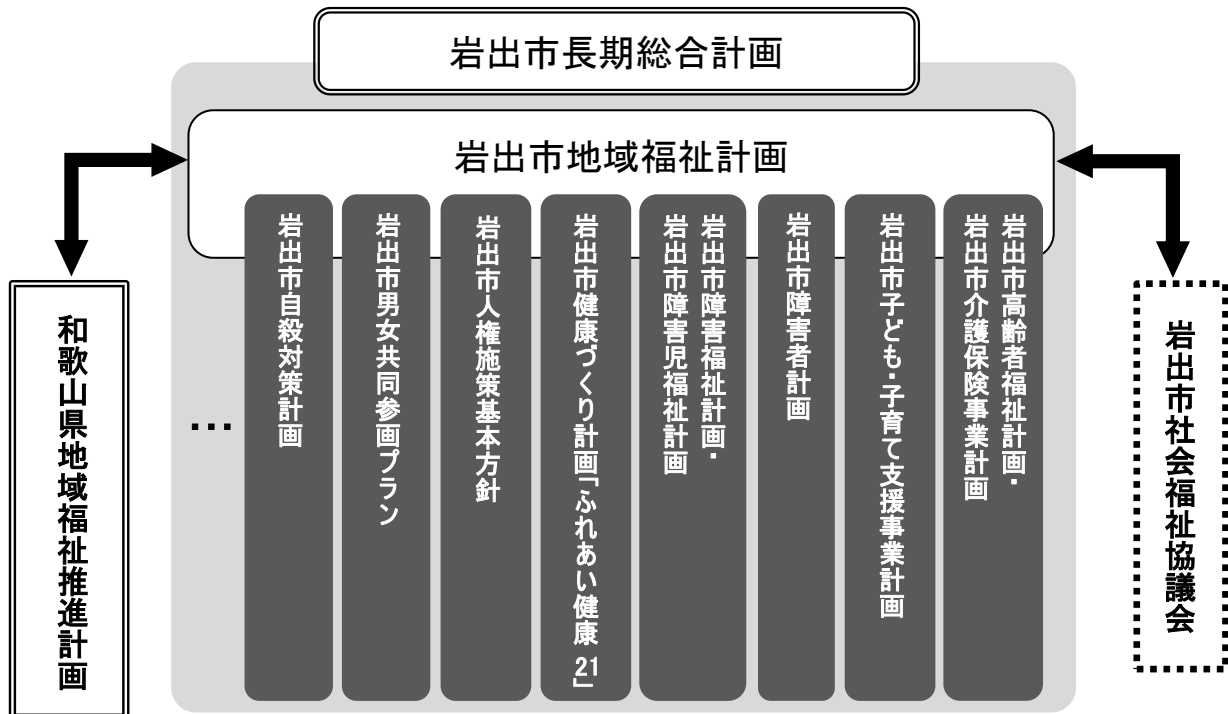 岩出市長期総合計画
岩出市地域福祉計画
岩出市高齢者福祉計画・
岩出市介護保険事業計画
岩出市子ども・子育て支援事業計画
岩出市障害者計画
岩出市障害福祉計画・
岩出市障害児福祉計画
岩出市健康づくり計画「ふれあい健康21」
岩出市人権施策基本方針
岩出市男女共同参画プラン
岩出市自殺対策計画
…
和歌山県地域福祉推進計画
岩出市社会福祉協議会